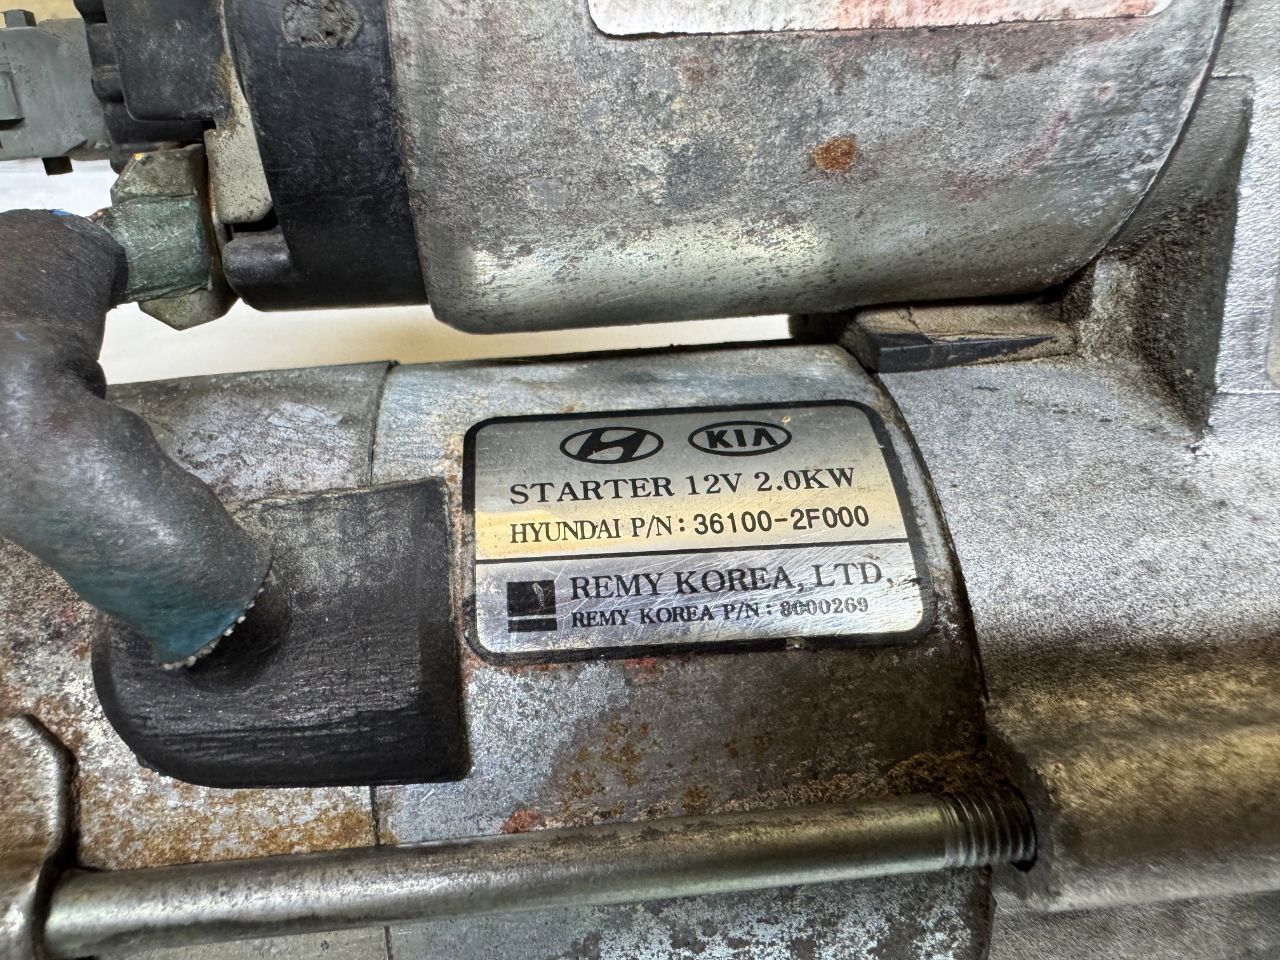 KIA
STARTER 12V 2.0KW
HYUNDAI P/N: 36100-2F000
REMY KOREA, LTD.
REMY KOREA P/N : 8000269